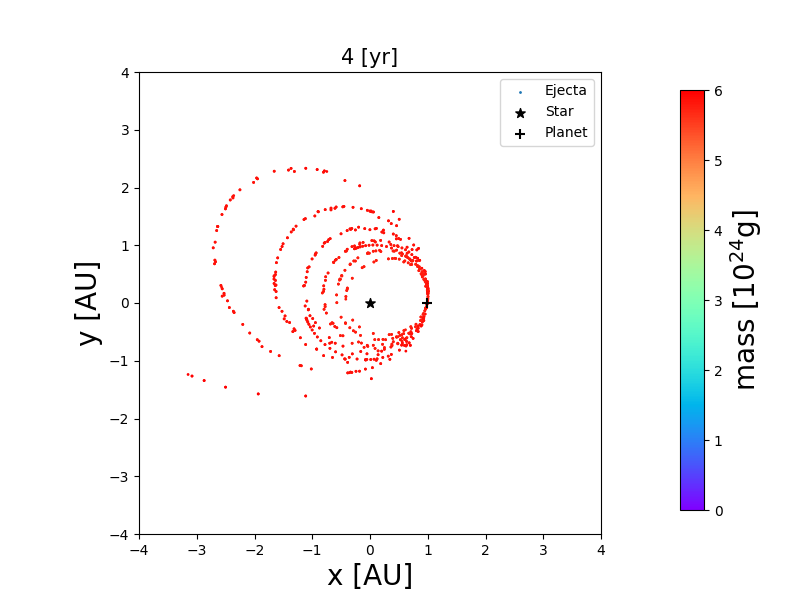 4 [yr]
Ejecta
Star
Planet
4
3
2
1
0
−1
−2
−3
−4
y [AU]
−4 −3 −2 −1 0 1 2 3 4
x [AU]
6
5
4
3
2
1
0
mass [10²⁴g]